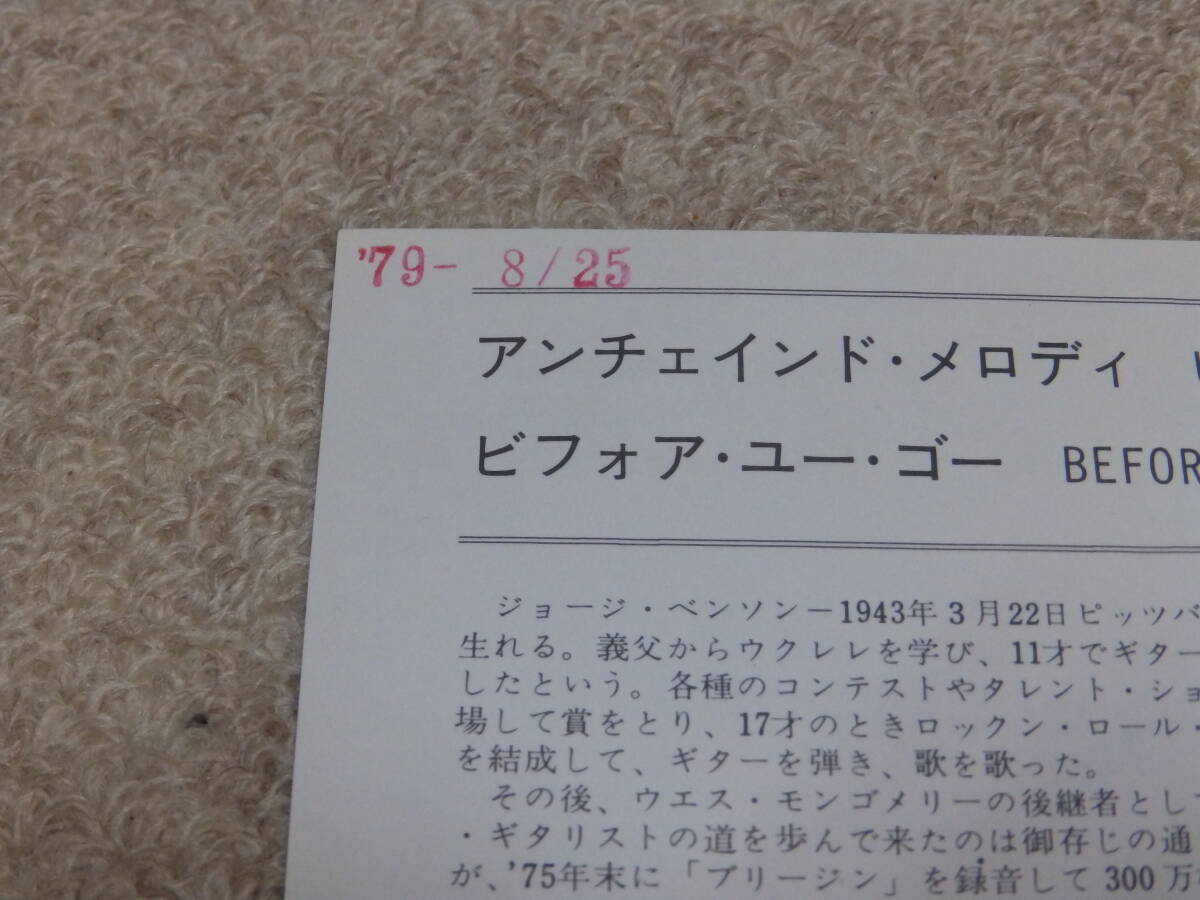 '79- 8/25
アンチェインド・メロディ
ビフォア・ユー・ゴー BEFOR
ジョージ・ベンソン－1943年3月22日ピッツバ
生れる。義父からウクレレを学び、11才でギター
したという。各種のコンテストやタレント・ショ
場して賞をとり、17才のときロックン・ロール・
を結成して、ギターを弾き、歌を歌った。
その後、ウエス・モンゴメリーの後継者として
・ギタリストの道を歩んで来たのは御存じの通
が、'75年末に「ブリージン」を録音して300万